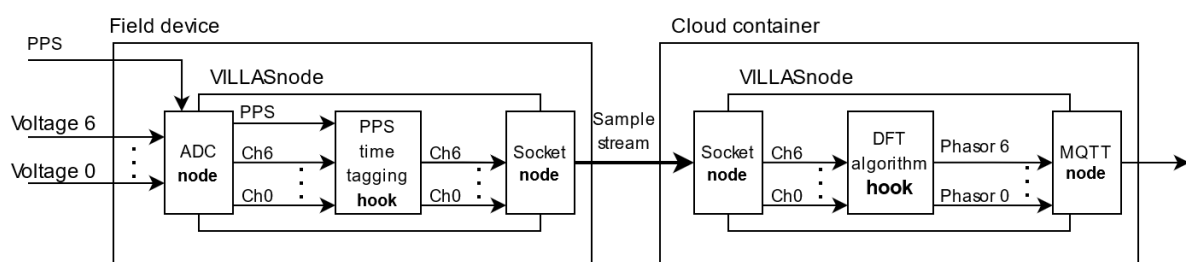 Field device
Cloud container
PPS
VILLASnode
VILLASnode
Voltage 6
Voltage 0
ADC
node
PPS
Ch6
Ch0
PPS
time
tagging
hook
Ch6
Ch0
Socket
node
Sample
stream
Socket
node
Ch6
Ch0
DFT
algorithm
hook
Phasor 6
Phasor 0
MQTT
node